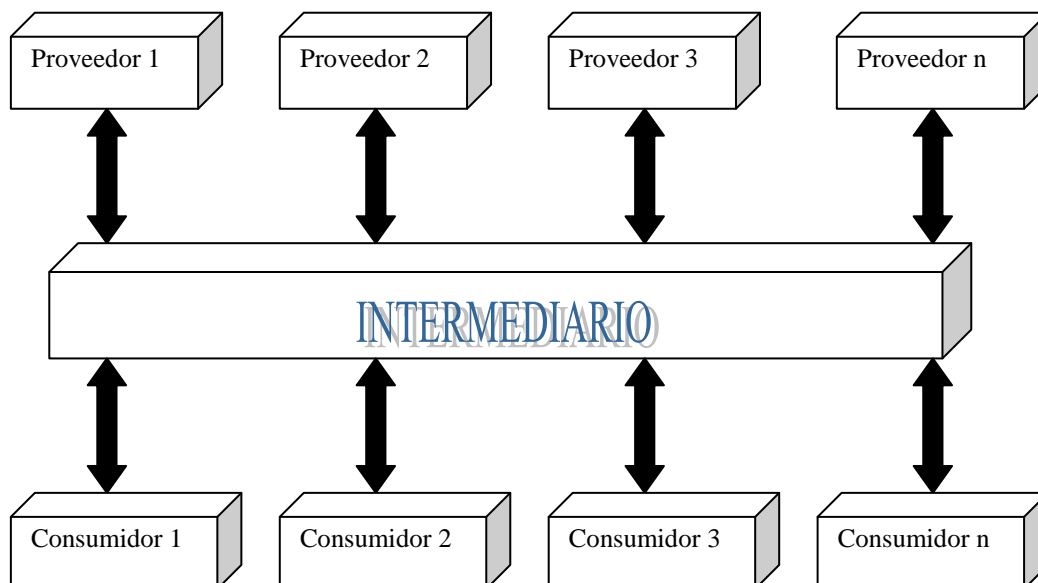 Proveedor 1
Proveedor 2
Proveedor 3
Proveedor n
INTERMEDIARIO
Consumidor 1
Consumidor 2
Consumidor 3
Consumidor n